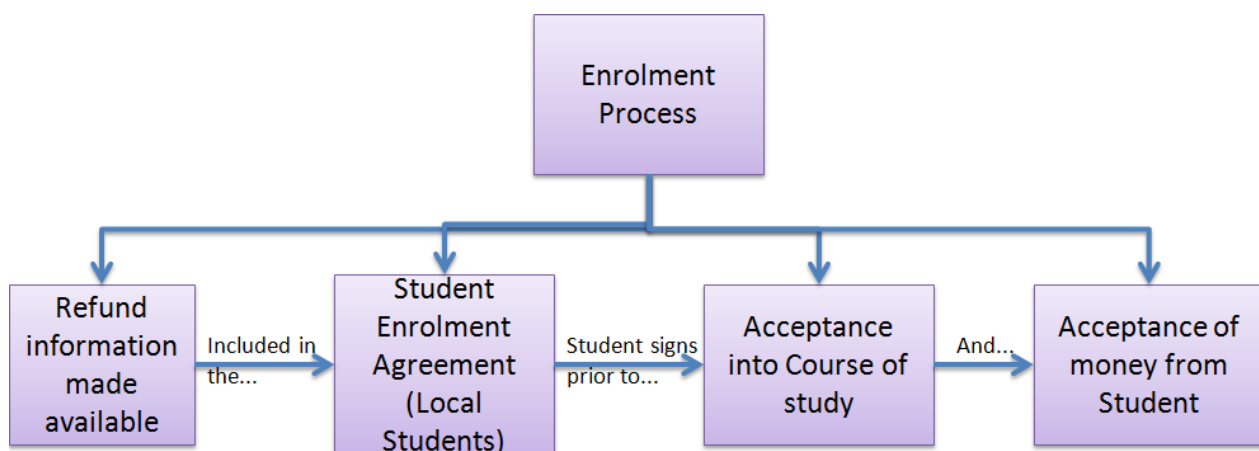 Enrolment
Process
Refund
information
made
available
Included in
the...
Student
Enrolment
Agreement
(Local
Students)
Student signs
prior to...
Acceptance
into Course of
study
And...
Acceptance of
money from
Student